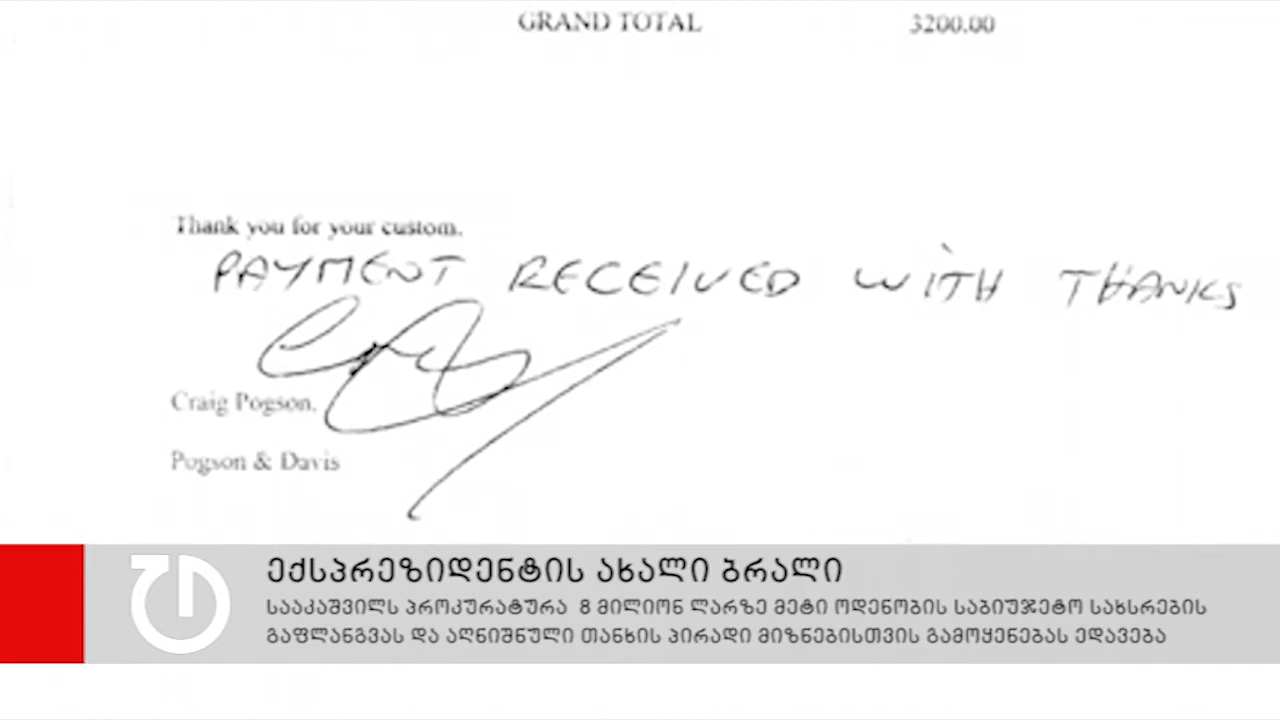 GRAND TOTAL 3200.00
Thank you for your custom.
PAYMENT RECEIVED WITH THANKS
Craig Pogson,
Pogson & Davis
ექსპრეზიდენტის ახალი ბრალი
სააკაშვილს პროკურატურა 8 მილიონ ლარზე მეტი ოდენობის საბიუჯეტო სახსრების
გაფლანგვას და აღნიშნული თანხის პირადი მიზნებისთვის გამოყენებას ედავება